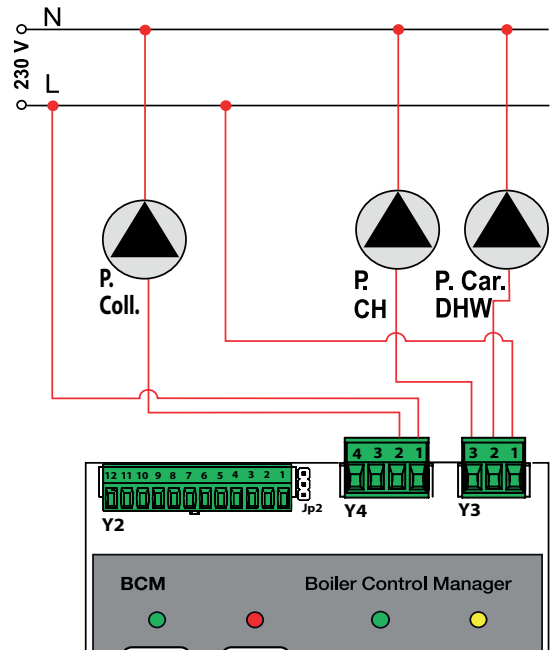 N
230 V
L
P.
Coll.
P.
CH
P. Car.
DHW
4 3 2 1
3 2 1
12 11 10 9 8 7 6 5 4 3 2 1
Jp2
Y2
Y4
Y3
BCM
Boiler Control Manager